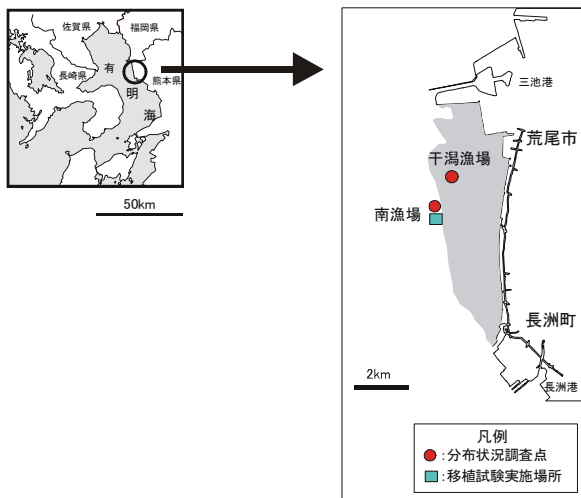 佐賀県
福岡県
長崎県
有
明
海
熊本県
50km
三池港
荒尾市
干潟漁場
南漁場
長洲町
2km
長洲港
凡例
:分布状況調査点
:移植試験実施場所